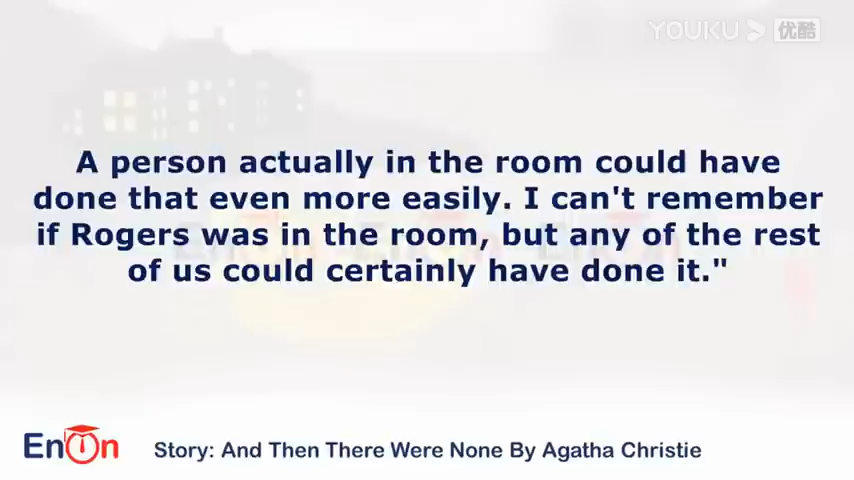 YOUKU 优酷
A person actually in the room could have
done that even more easily. I can't remember
if Rogers was in the room, but any of the rest
of us could certainly have done it."
EnOn
Story: And Then There Were None By Agatha Christie